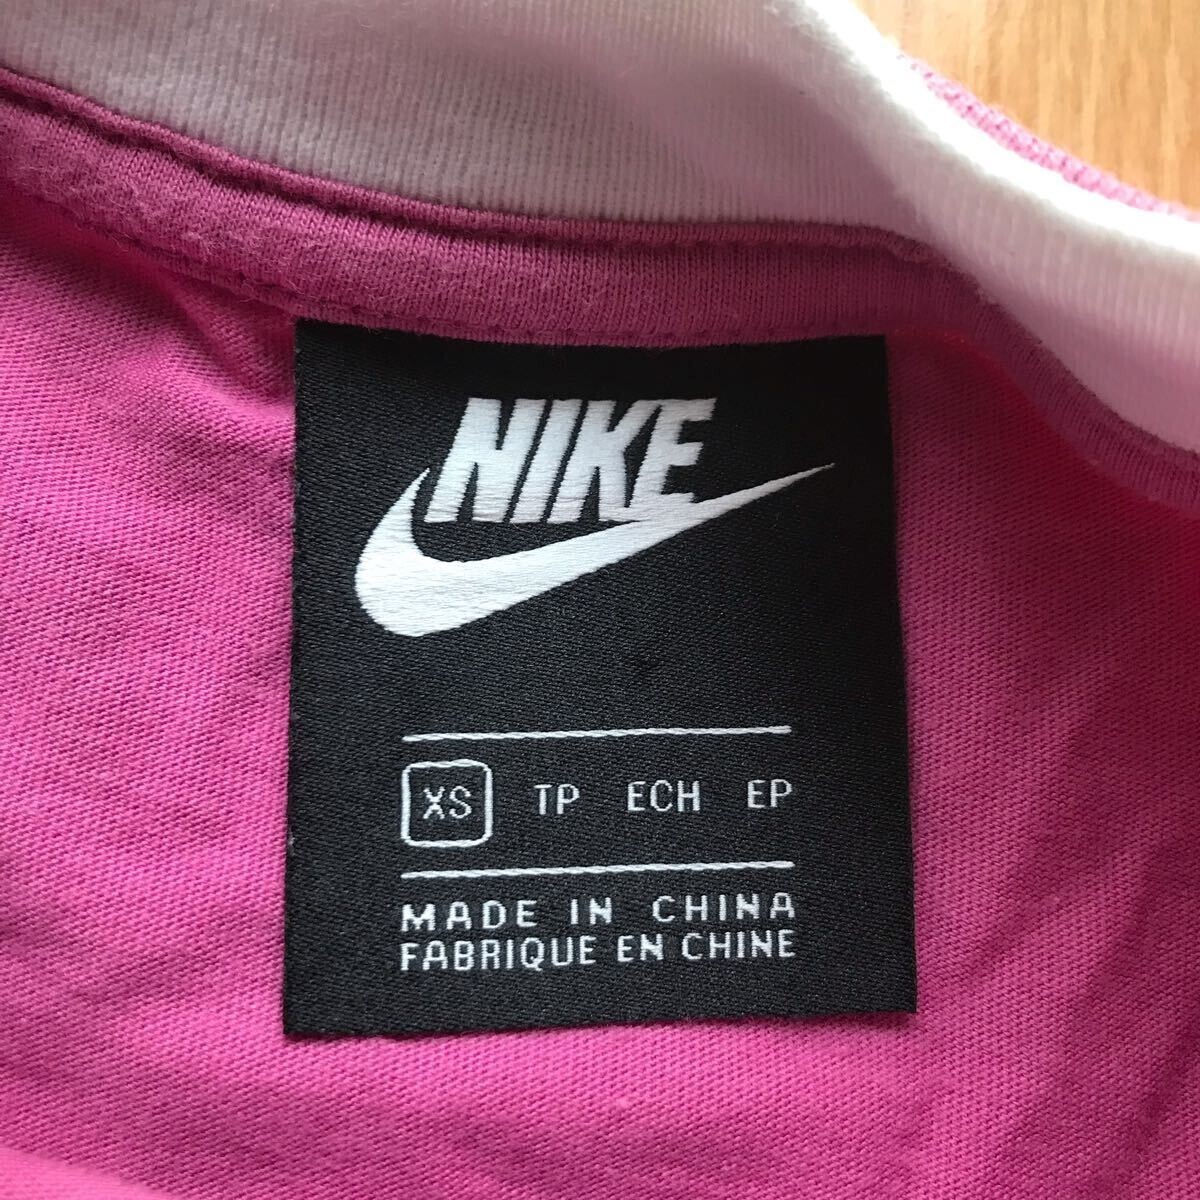 NIKE
XS TP ECH EP
MADE IN CHINA
FABRIQUE EN CHINE